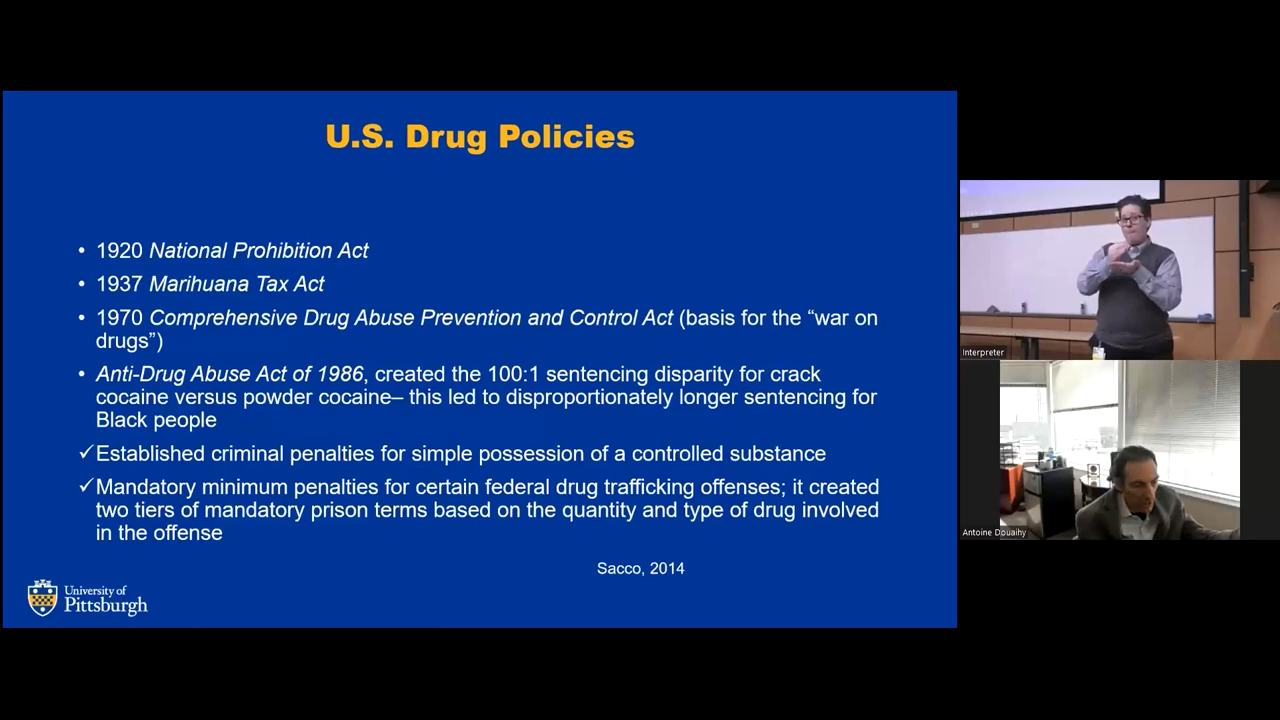 U.S. Drug Policies
• 1920 National Prohibition Act
• 1937 Marihuana Tax Act
• 1970 Comprehensive Drug Abuse Prevention and Control Act (basis for the “war on
drugs”)
• Anti-Drug Abuse Act of 1986, created the 100:1 sentencing disparity for crack
cocaine versus powder cocaine– this led to disproportionately longer sentencing for
Black people
✓Established criminal penalties for simple possession of a controlled substance
✓Mandatory minimum penalties for certain federal drug trafficking offenses; it created
two tiers of mandatory prison terms based on the quantity and type of drug involved
in the offense
Sacco, 2014
University of
Pittsburgh
Interpreter
Antoine Douaihy